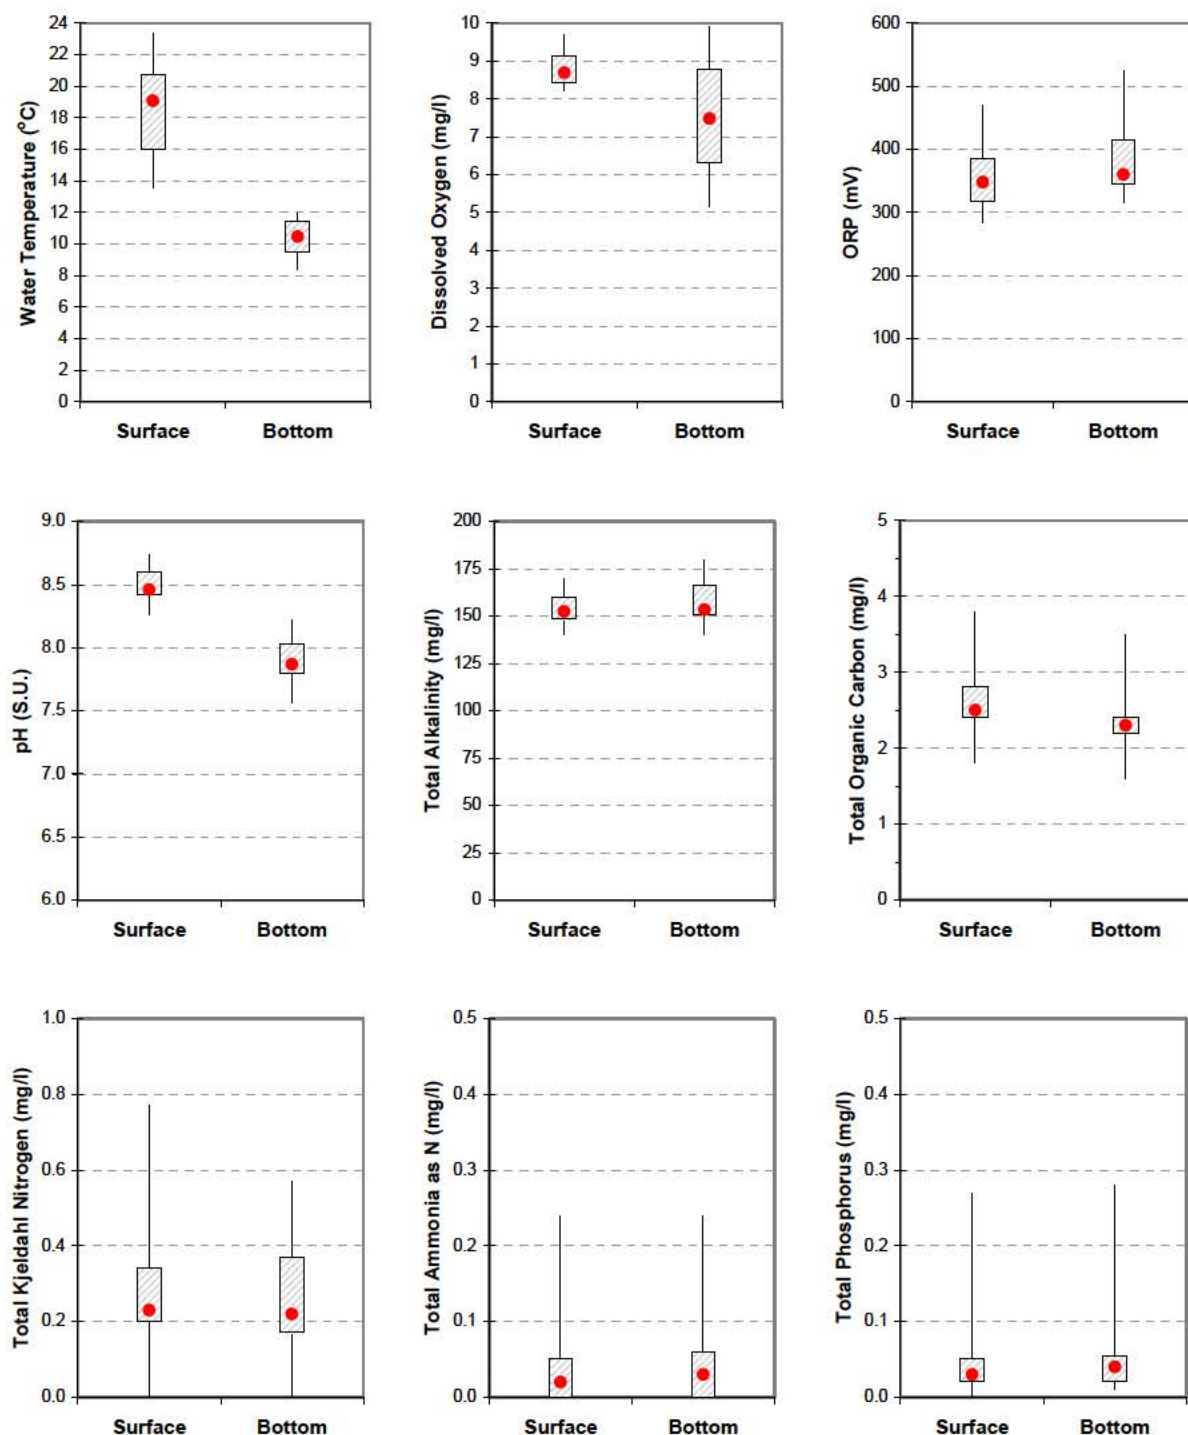 Water Temperature (°C)
24
22
20
18
16
14
12
10
8
6
4
2
0
Surface
Bottom
Dissolved Oxygen (mg/l)
10
9
8
7
6
5
4
3
2
1
0
Surface
Bottom
ORP (mV)
600
500
400
300
200
100
0
Surface
Bottom
pH (S.U.)
9.0
8.5
8.0
7.5
7.0
6.5
6.0
Surface
Bottom
Total Alkalinity (mg/l)
200
175
150
125
100
75
50
25
0
Surface
Bottom
Total Organic Carbon (mg/l)
5
4
3
2
1
0
Surface
Bottom
Total Kjeldahl Nitrogen (mg/l)
1.0
0.8
0.6
0.4
0.2
0.0
Surface
Bottom
Total Ammonia as N (mg/l)
0.5
0.4
0.3
0.2
0.1
0.0
Surface
Bottom
Total Phosphorus (mg/l)
0.5
0.4
0.3
0.2
0.1
0.0
Surface
Bottom